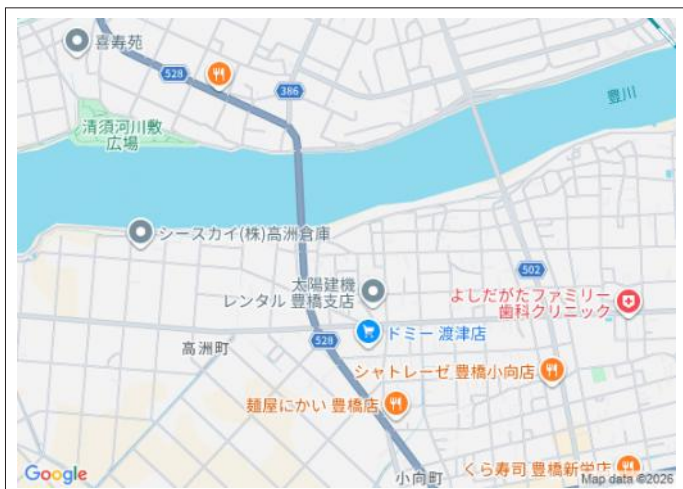 喜寿苑
528
386
豊川
清須河川敷
広場
シースカイ(株)高洲倉庫
502
太陽建機
レンタル 豊橋支店
よしだがたファミリー
歯科クリニック
ドミー 渡津店
528
高洲町
シャトレーゼ 豊橋小向店
麺屋にかい 豊橋店
小向町
くら寿司 豊橋新栄店
Google
Map data ©2026